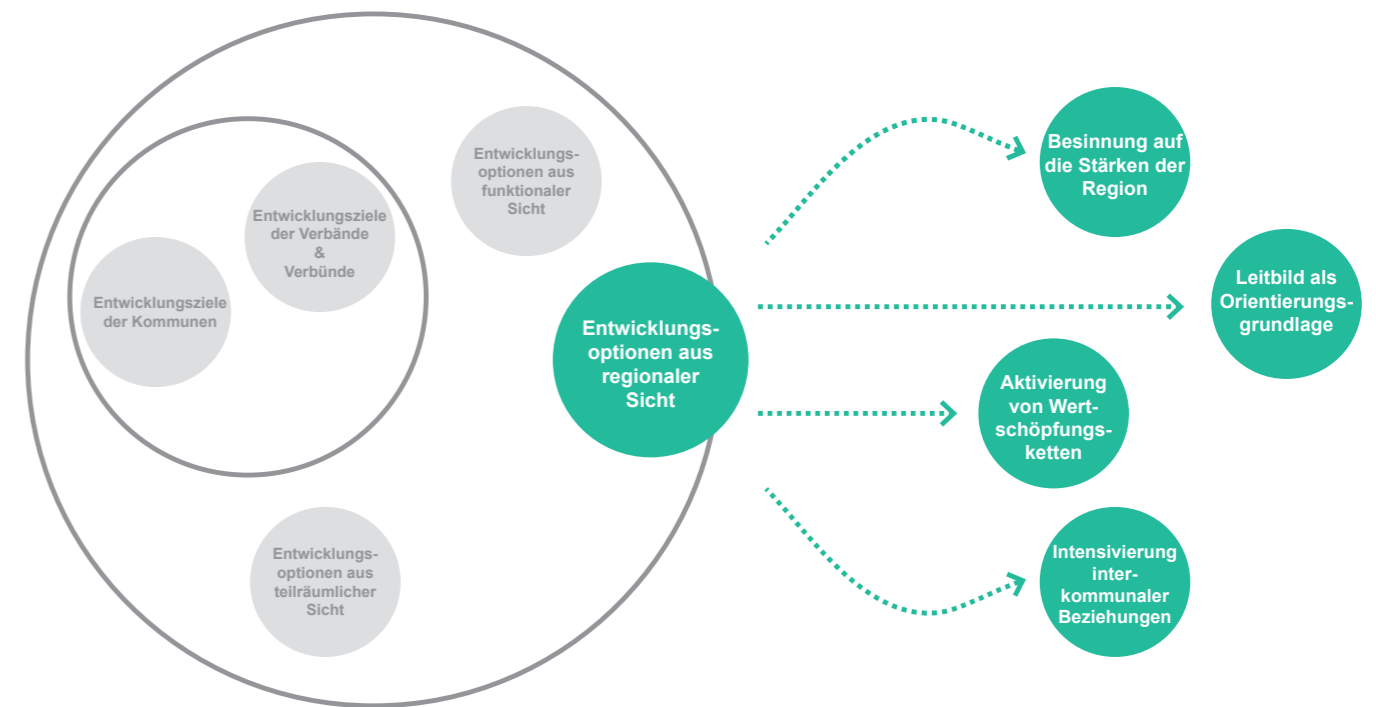 Entwicklungsziele
der Kommunen
Entwicklungsziele
der Verbände
&
Verbünde
Entwicklungs-
optionen aus
funktionaler
Sicht
Entwicklungs-
optionen aus
teilräumlicher
Sicht
Entwicklungs-
optionen aus
regionaler
Sicht
Besinnung auf
die Stärken der
Region
Leitbild als
Orientierungs-
grundlage
Aktivierung
von Wert-
schöpfungs-
ketten
Intensivierung
inter-
kommunaler
Beziehungen